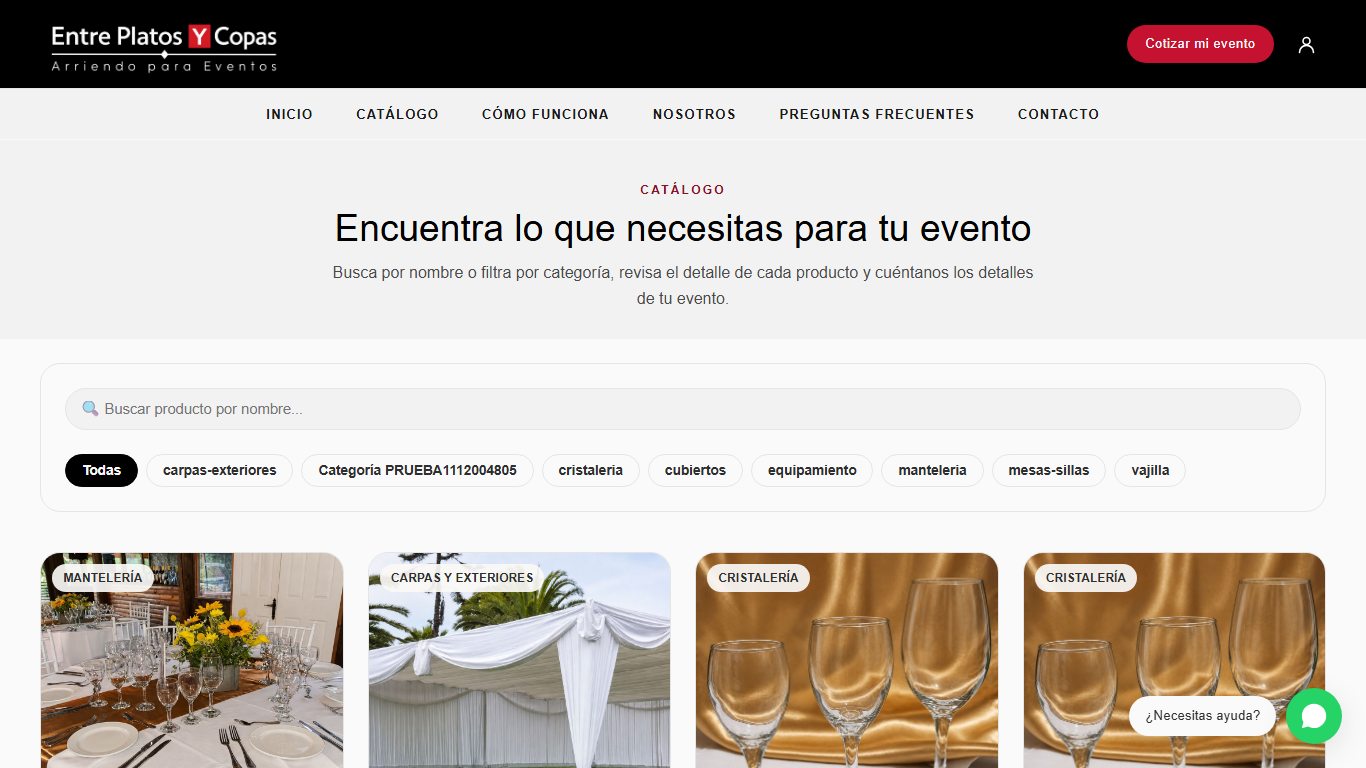 Entre Platos Y Copas
Arriendo para Eventos
Cotizar mi evento
INICIO
CATÁLOGO
CÓMO FUNCIONA
NOSOTROS
PREGUNTAS FRECUENTES
CONTACTO
CATÁLOGO
Encuentra lo que necesitas para tu evento
Busca por nombre o filtra por categoría, revisa el detalle de cada producto y cuéntanos los detalles
de tu evento.
Buscar producto por nombre...
Todas
carpas-exteriores
Categoría PRUEBA1112004805
cristaleria
cubiertos
equipamiento
manteleria
mesas-sillas
vajilla
MANTELERÍA
CARPAS Y EXTERIORES
CRISTALERÍA
CRISTALERÍA
¿Necesitas ayuda?